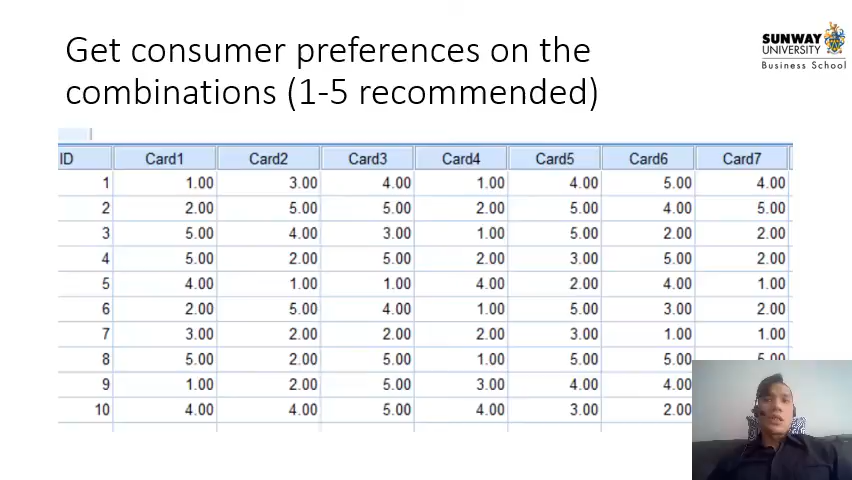 Get consumer preferences on the
combinations (1-5 recommended)
SUNWAY
UNIVERSITY
Business School
ID Card1 Card2 Card3 Card4 Card5 Card6 Card7
1 1.00 3.00 4.00 1.00 4.00 5.00 4.00
2 2.00 5.00 5.00 2.00 5.00 4.00 5.00
3 5.00 4.00 3.00 1.00 5.00 2.00 2.00
4 5.00 2.00 5.00 2.00 3.00 5.00 2.00
5 4.00 1.00 1.00 4.00 2.00 4.00 1.00
6 2.00 5.00 4.00 1.00 5.00 3.00 2.00
7 3.00 2.00 2.00 2.00 3.00 1.00 1.00
8 5.00 2.00 5.00 1.00 5.00 5.00 5.00
9 1.00 2.00 5.00 3.00 4.00 4.00
10 4.00 4.00 5.00 4.00 3.00 2.00